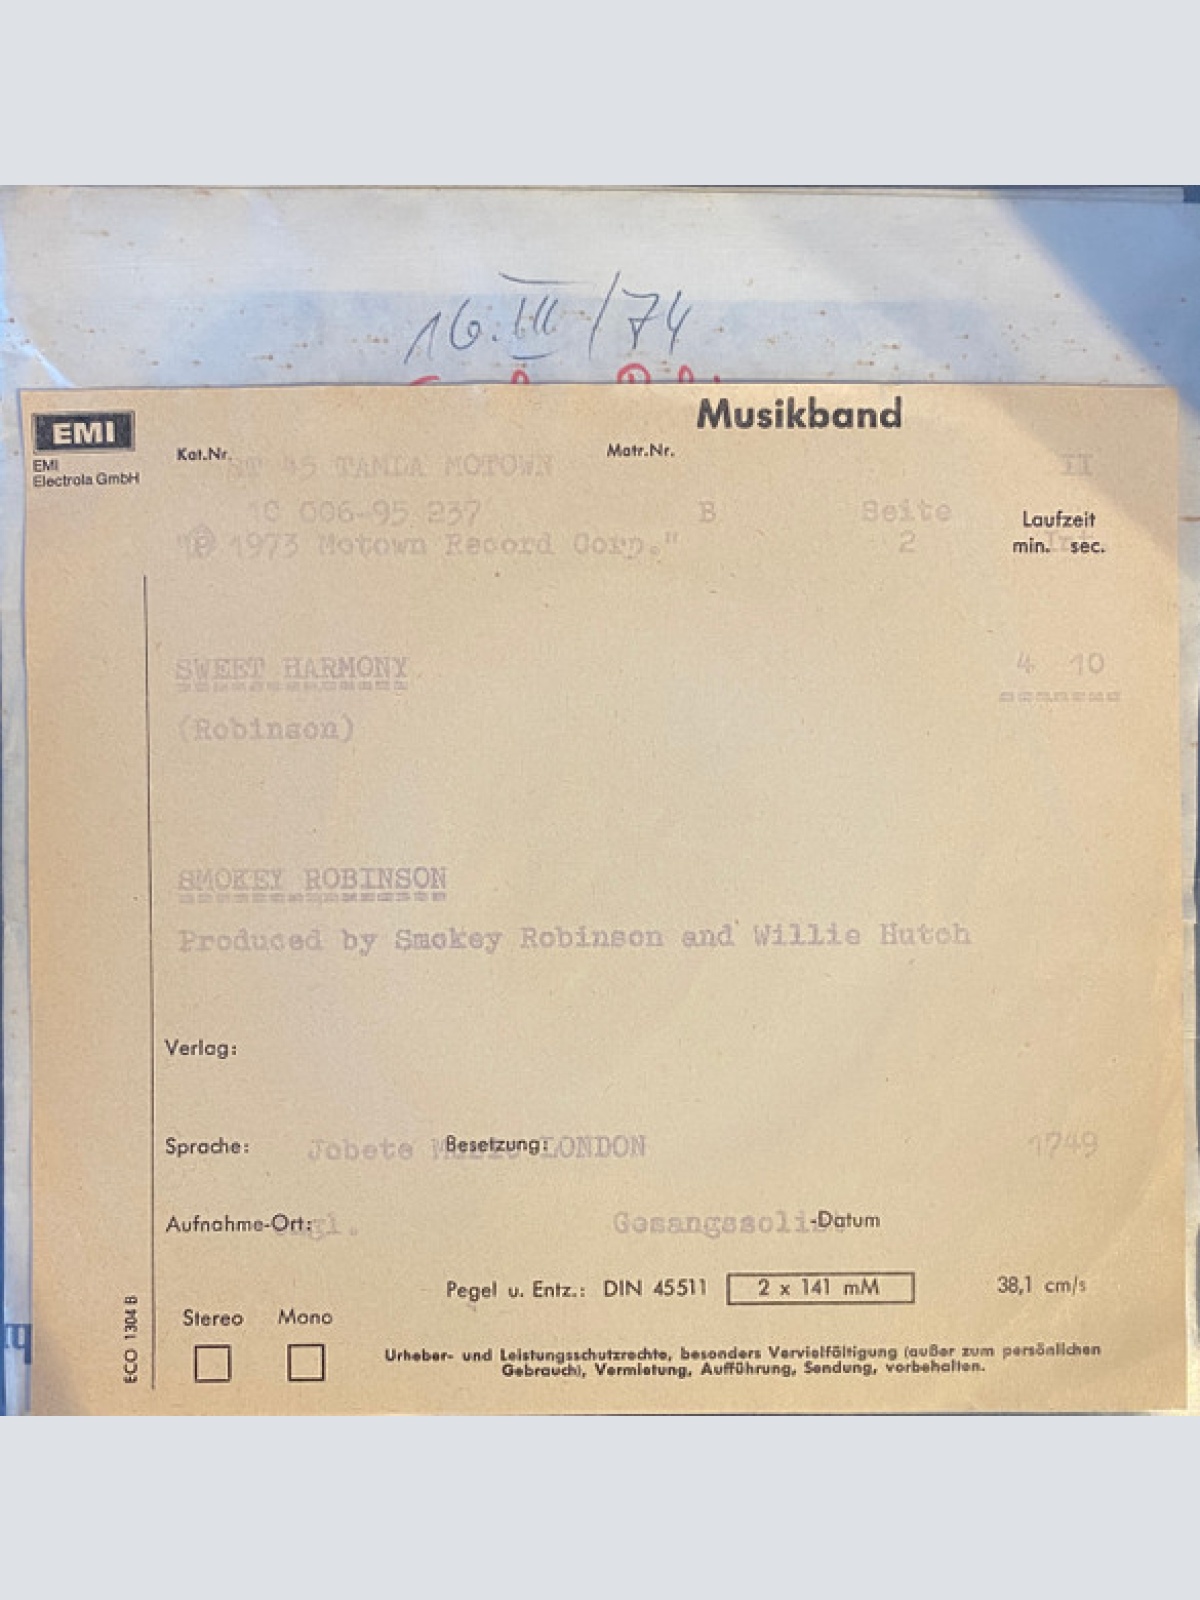 16.III/74
EMI
EMI
Electrola GmbH
Musikband
Kat.Nr.
Matr.Nr.
ST 45 TAMLA MOTOWN
II
1C 006-95 237
B
Seite
2
"℗ 1973 Motown Record Corp."
Laufzeit
min. sec.
SWEET HARMONY
4 10
(Robinson)
SMOKEY ROBINSON
Produced by Smokey Robinson and Willie Hutch
Verlag:
Sprache:
Jobete Music LONDON
Besetzung:
1749
Aufnahme-Ort:
engl.
Gesangssolist
-Datum
Pegel u. Entz.: DIN 45511
2 x 141 mM
38,1 cm/s
Stereo
Mono
ECO 1304 B
Urheber- und Leistungsschutzrechte, besonders Vervielfältigung (außer zum persönlichen
Gebrauch), Vermietung, Aufführung, Sendung, vorbehalten.